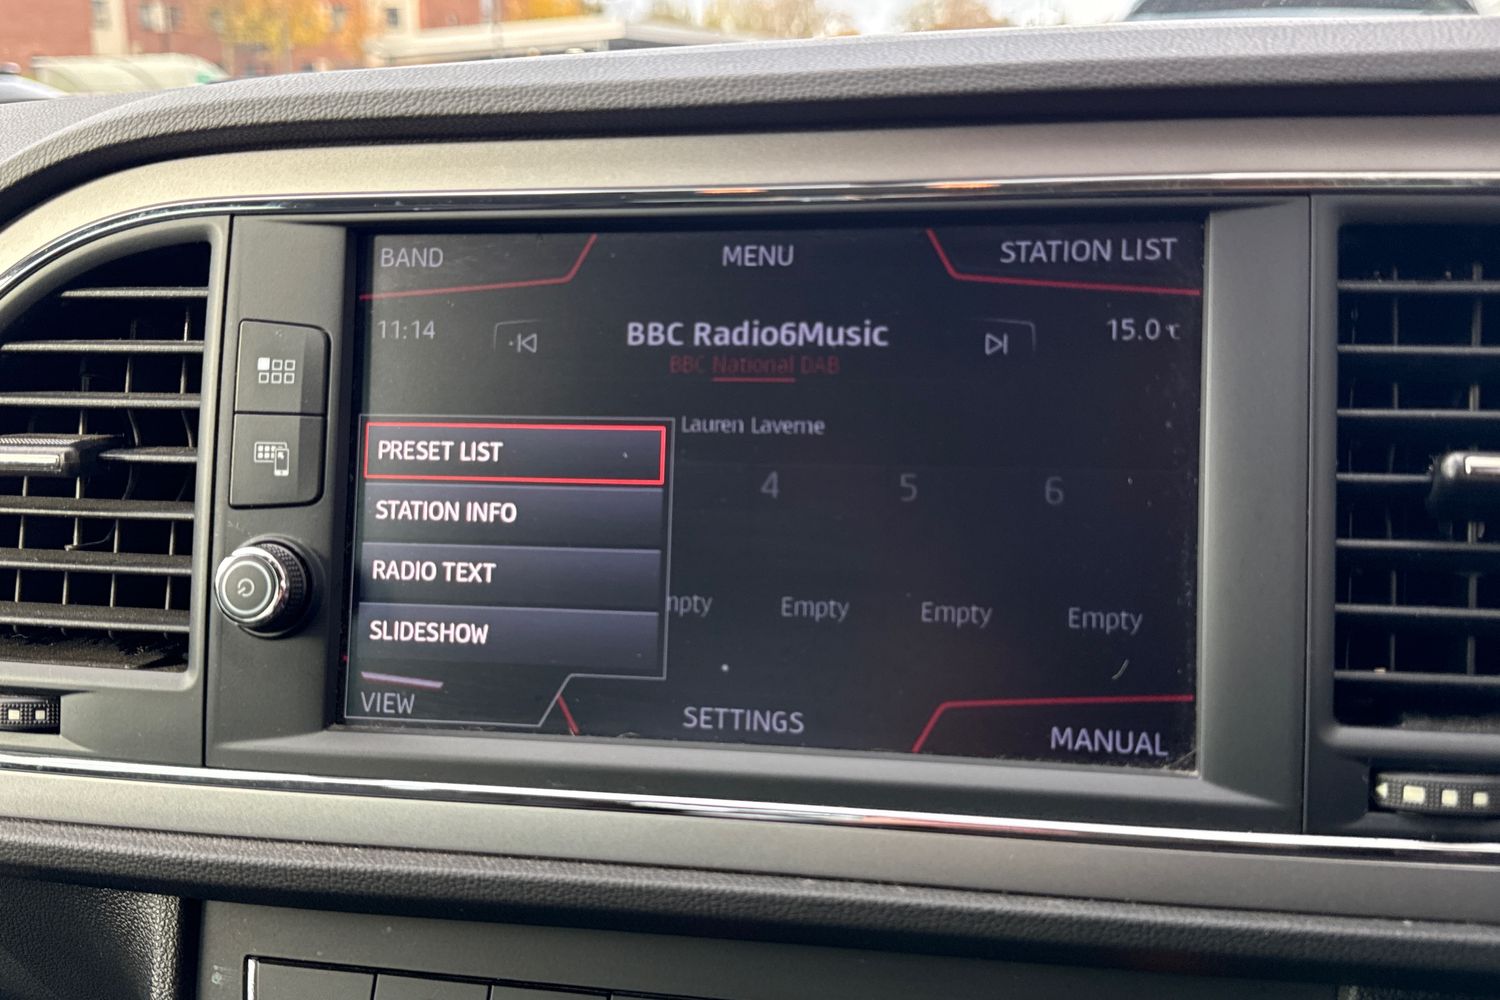 BAND
MENU
STATION LIST
11:14
BBC Radio6Music
15.0 °C
BBC National DAB
Lauren Laverne
PRESET LIST
4 5 6
STATION INFO
RADIO TEXT
Empty Empty Empty
SLIDESHOW
VIEW
SETTINGS
MANUAL